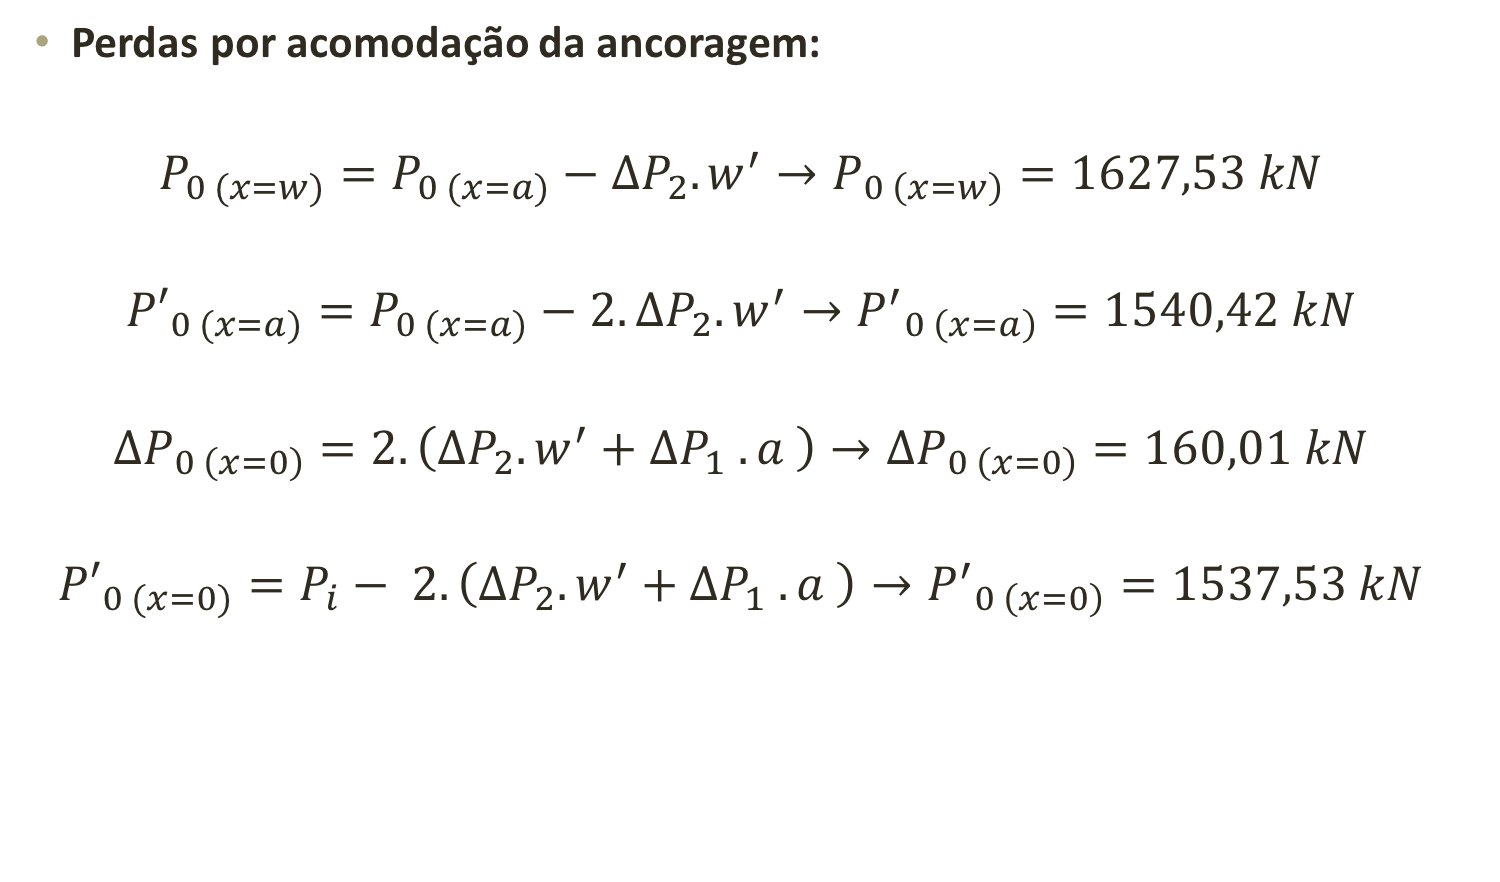 • Perdas por acomodação da ancoragem:
P₀ ₍ₓ₌w₎ = P₀ ₍ₓ₌ₐ₎ − ΔP₂. w′ → P₀ ₍ₓ₌w₎ = 1627,53 kN
P′₀ ₍ₓ₌ₐ₎ = P₀ ₍ₓ₌ₐ₎ − 2. ΔP₂. w′ → P′₀ ₍ₓ₌ₐ₎ = 1540,42 kN
ΔP₀ ₍ₓ₌₀₎ = 2. (ΔP₂. w′ + ΔP₁ . a ) → ΔP₀ ₍ₓ₌₀₎ = 160,01 kN
P′₀ ₍ₓ₌₀₎ = Pᵢ − 2. (ΔP₂. w′ + ΔP₁ . a ) → P′₀ ₍ₓ₌₀₎ = 1537,53 kN